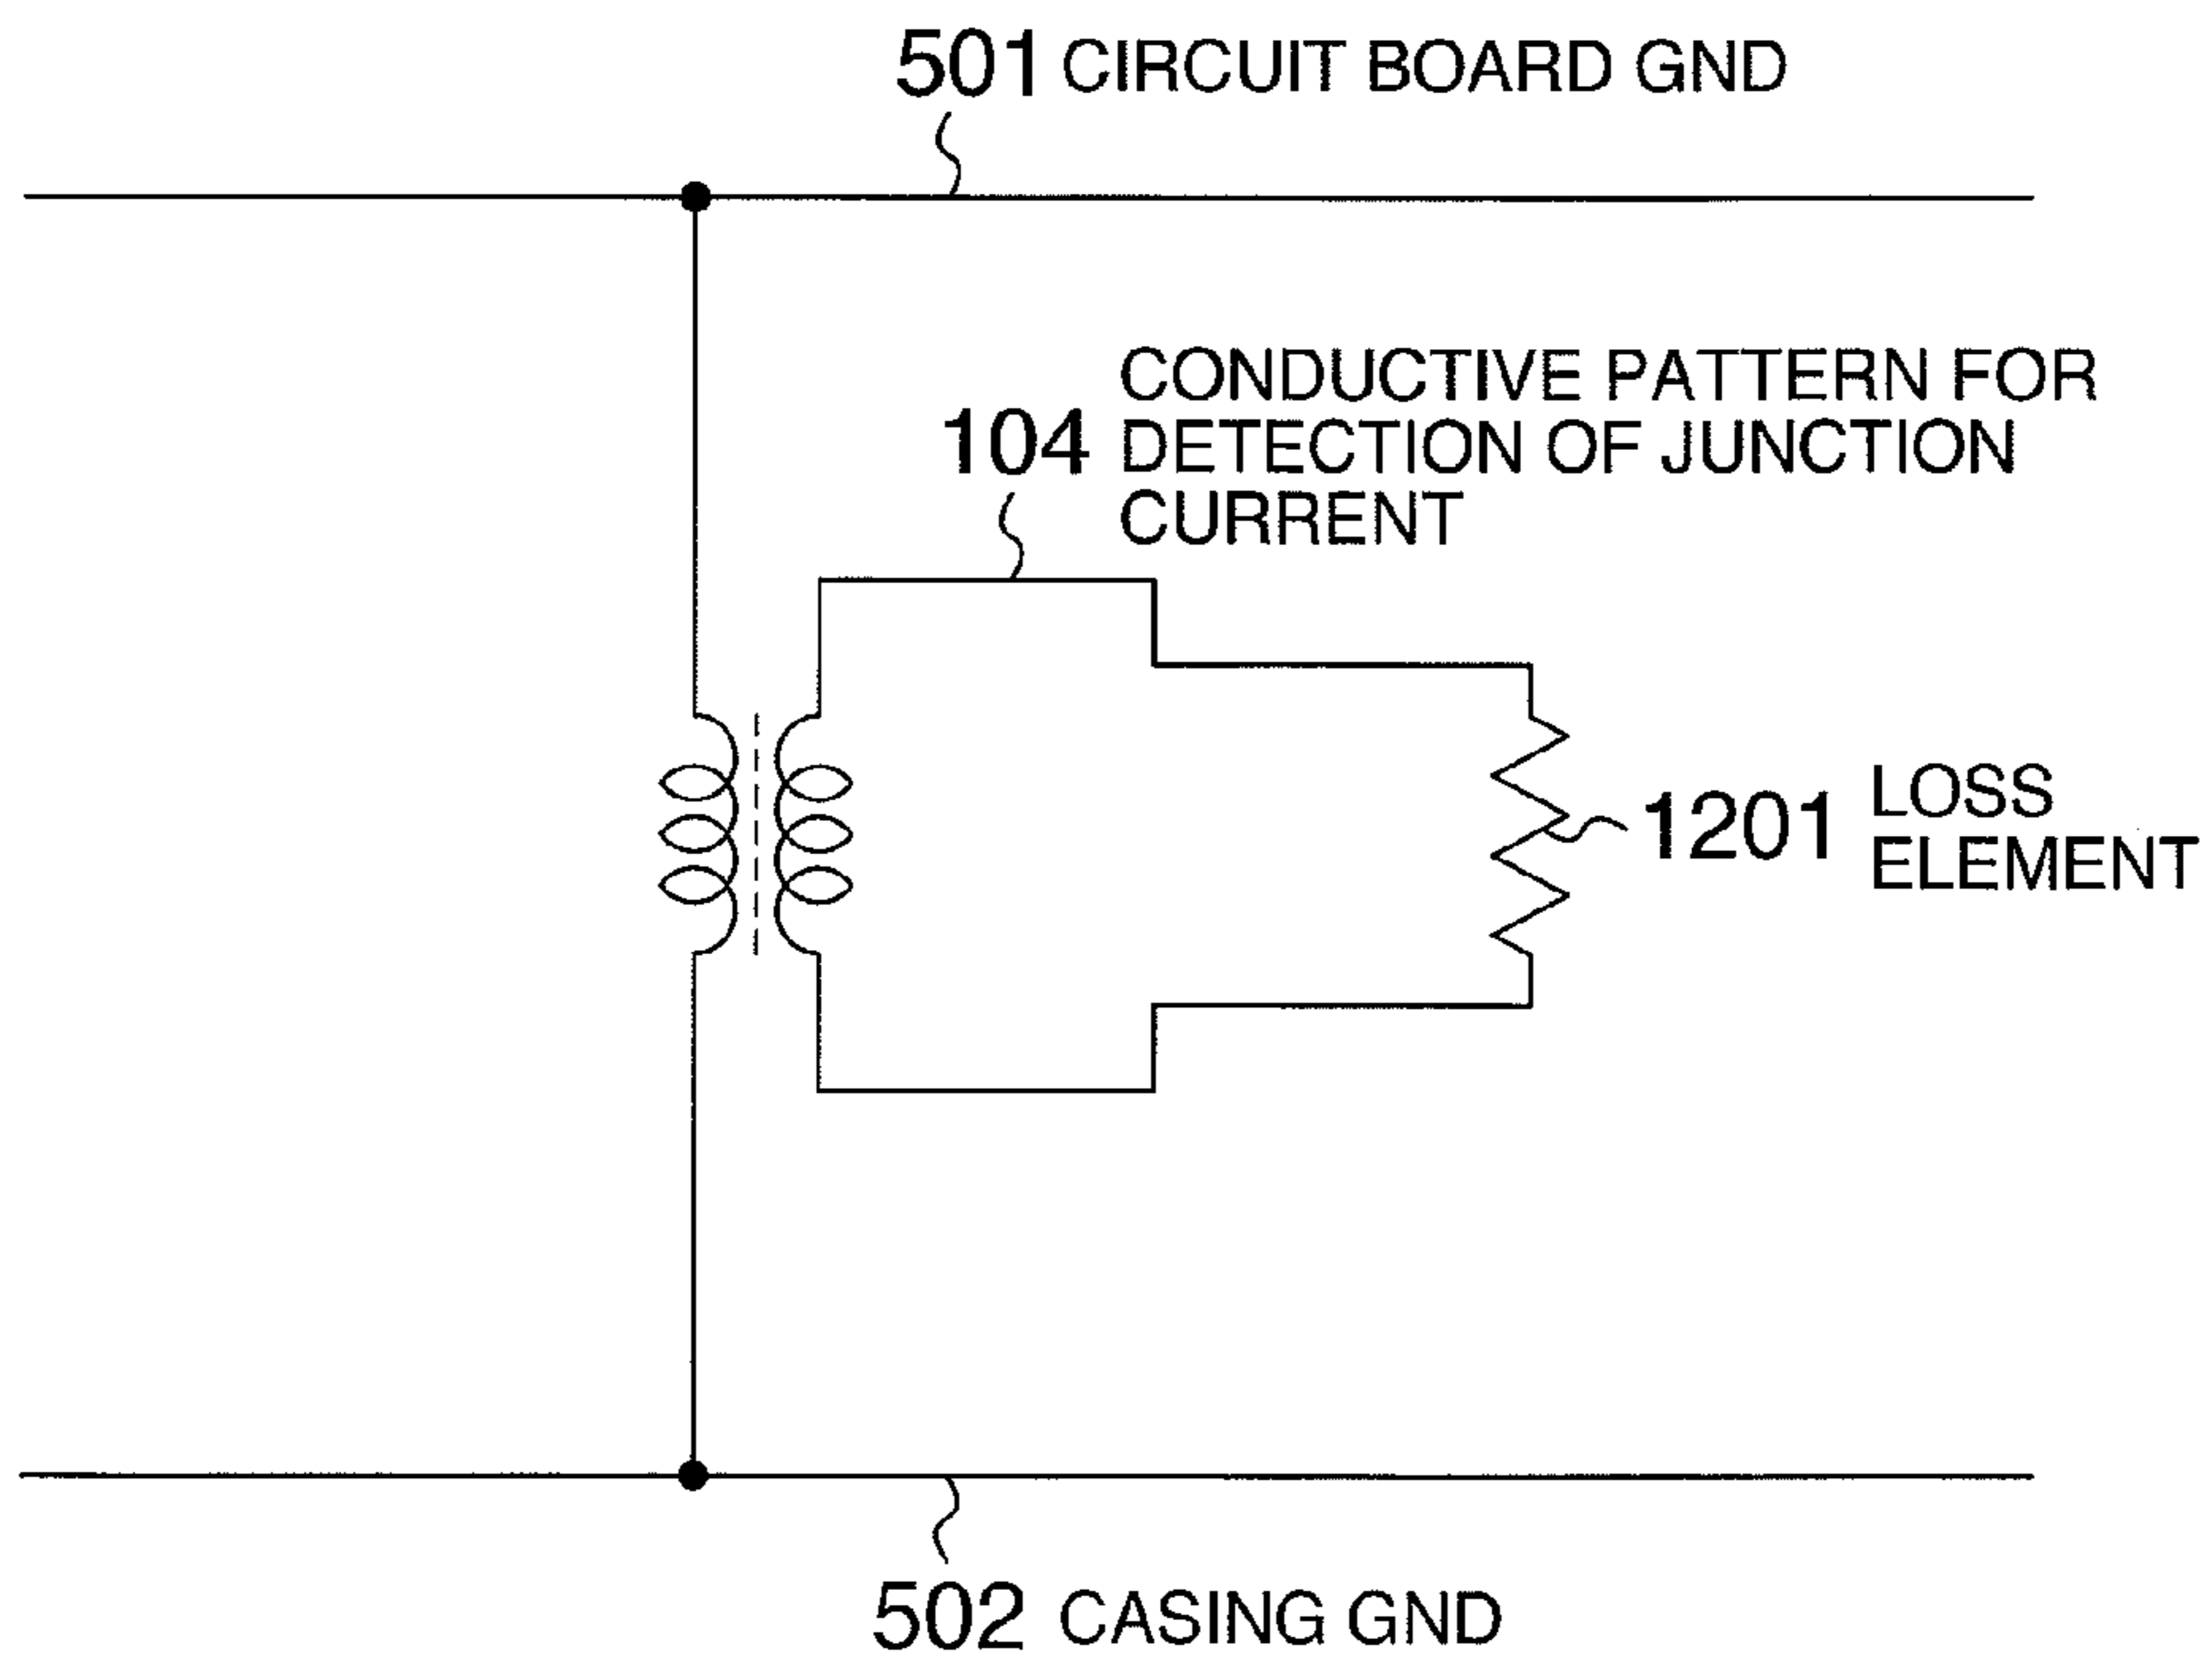 501 CIRCUIT BOARD GND
CONDUCTIVE PATTERN FOR
104 DETECTION OF JUNCTION
CURRENT
1201 LOSS
ELEMENT
502 CASING GND